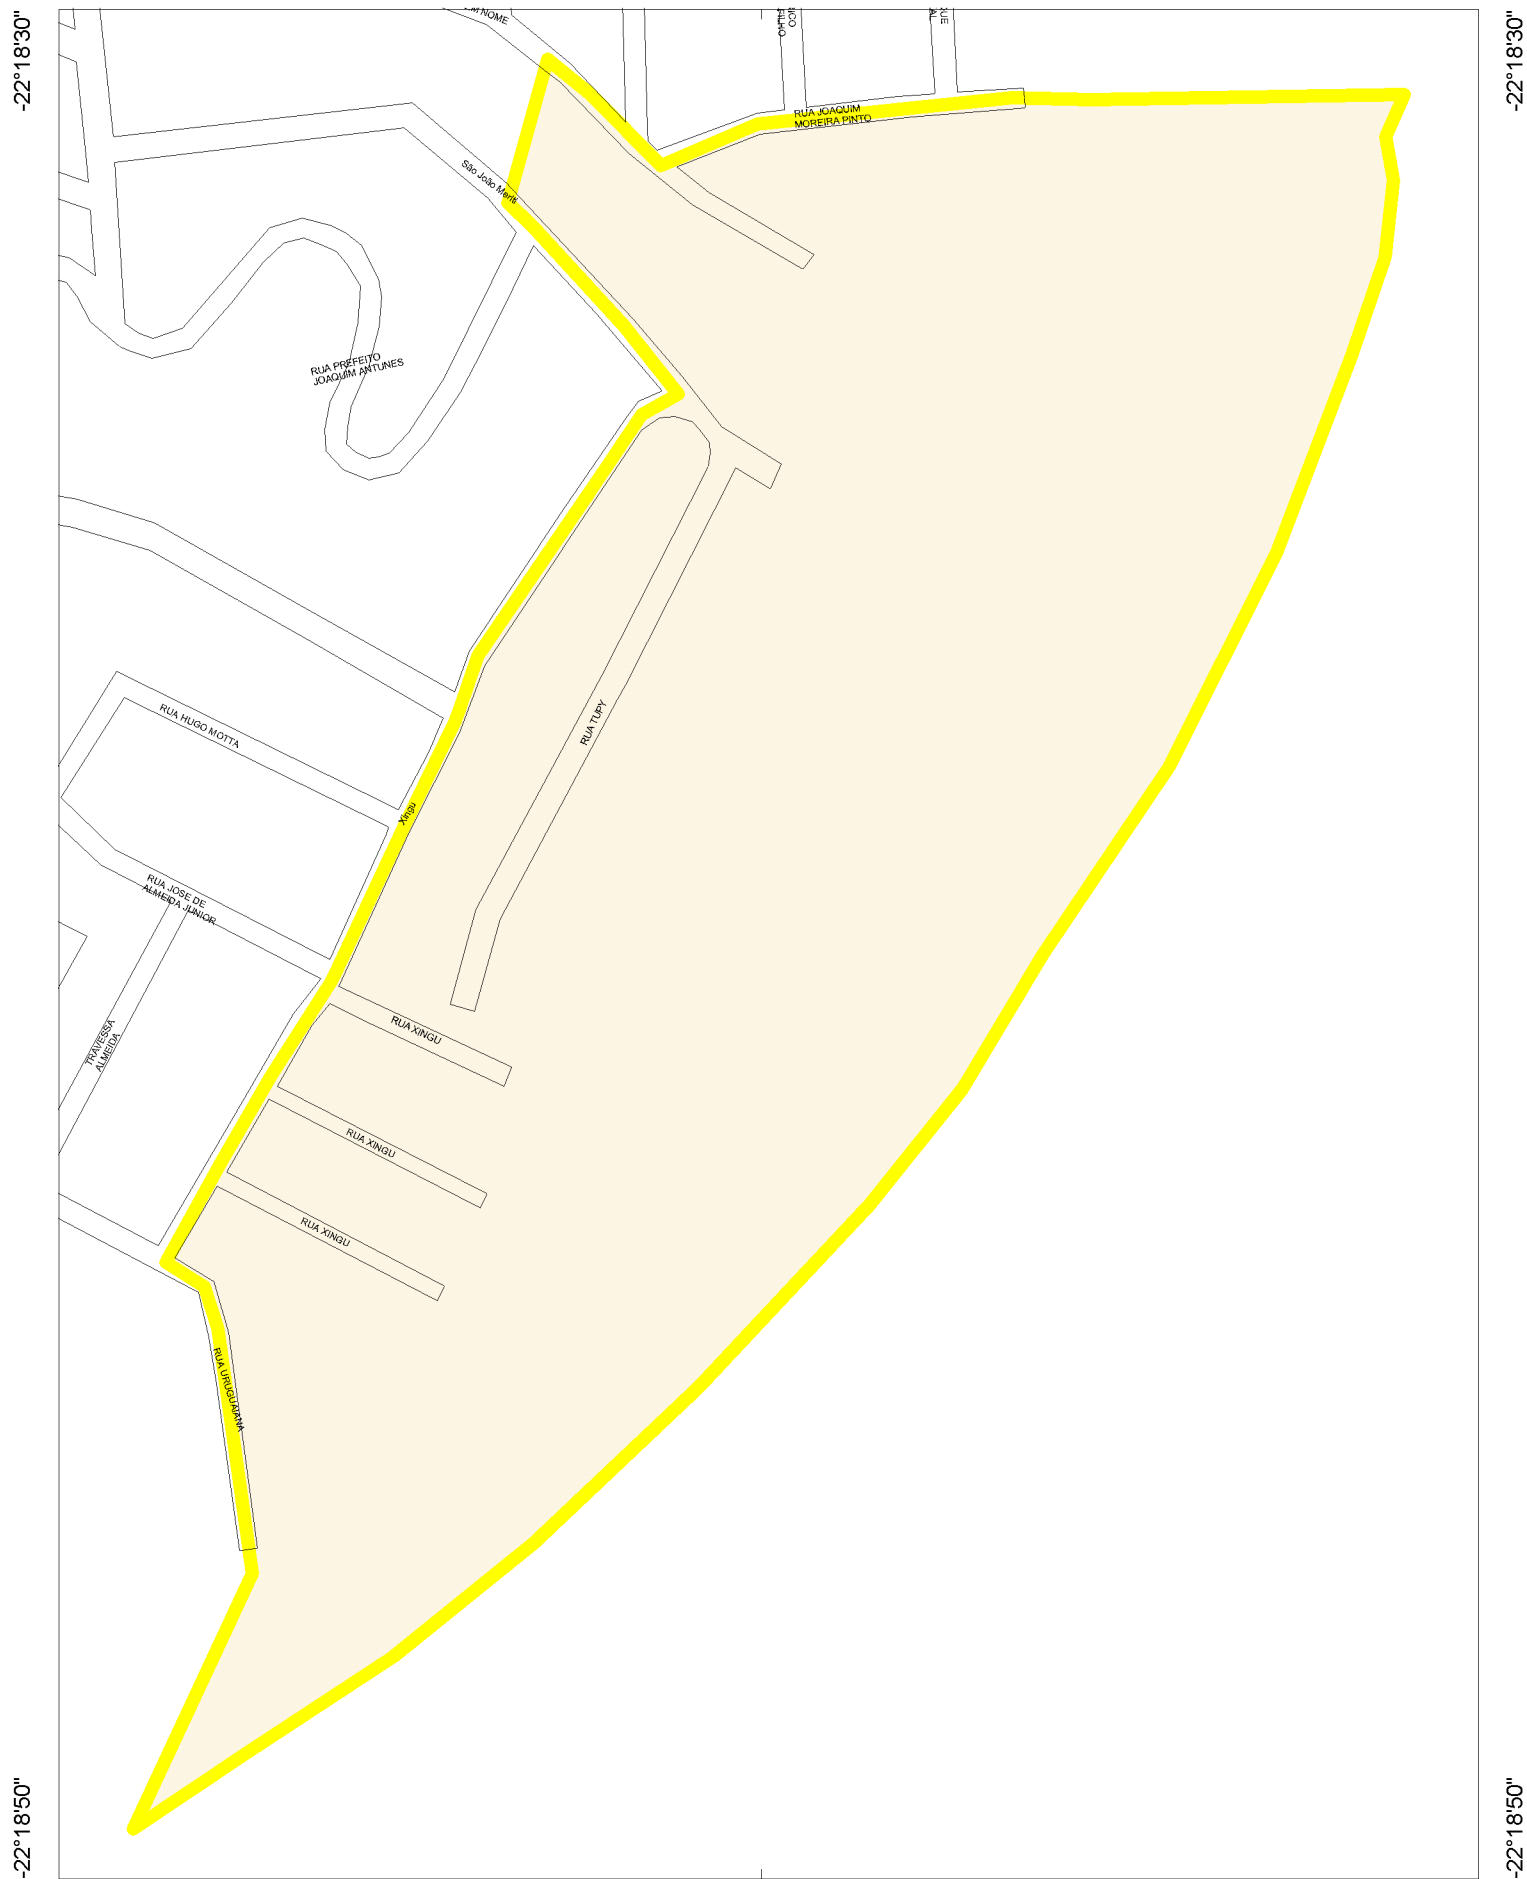 -22°18'30"
-22°18'30"
NOME
RUA JOAQUIM
MOREIRA PINTO
São João Meriti
RUA PREFEITO
JOAQUIM ANTUNES
RUA HUGO MOTTA
RUA TUPY
Xingu
RUA JOSE DE
ALMEIDA JUNIOR
TRAVESSA
ALMEIDA
RUA XINGU
RUA XINGU
RUA XINGU
RUA URUGUAIANA
-22°18'50"
-22°18'50"